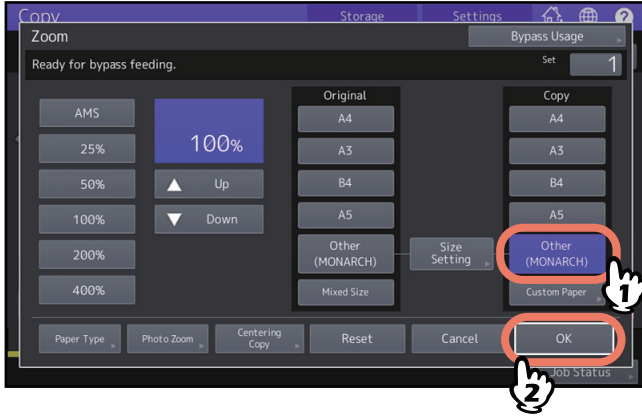 Copy
Storage
Settings
?
Zoom
Bypass Usage
Ready for bypass feeding.
Set
1
AMS
25%
50%
100%
200%
400%
100%
Up
Down
Original
A4
A3
B4
A5
Other
(MONARCH)
Mixed Size
Size
Setting
Copy
A4
A3
B4
A5
Other
(MONARCH)
Custom Paper
1
Paper Type
Photo Zoom
Centering
Copy
Reset
Cancel
OK
2
Job Status